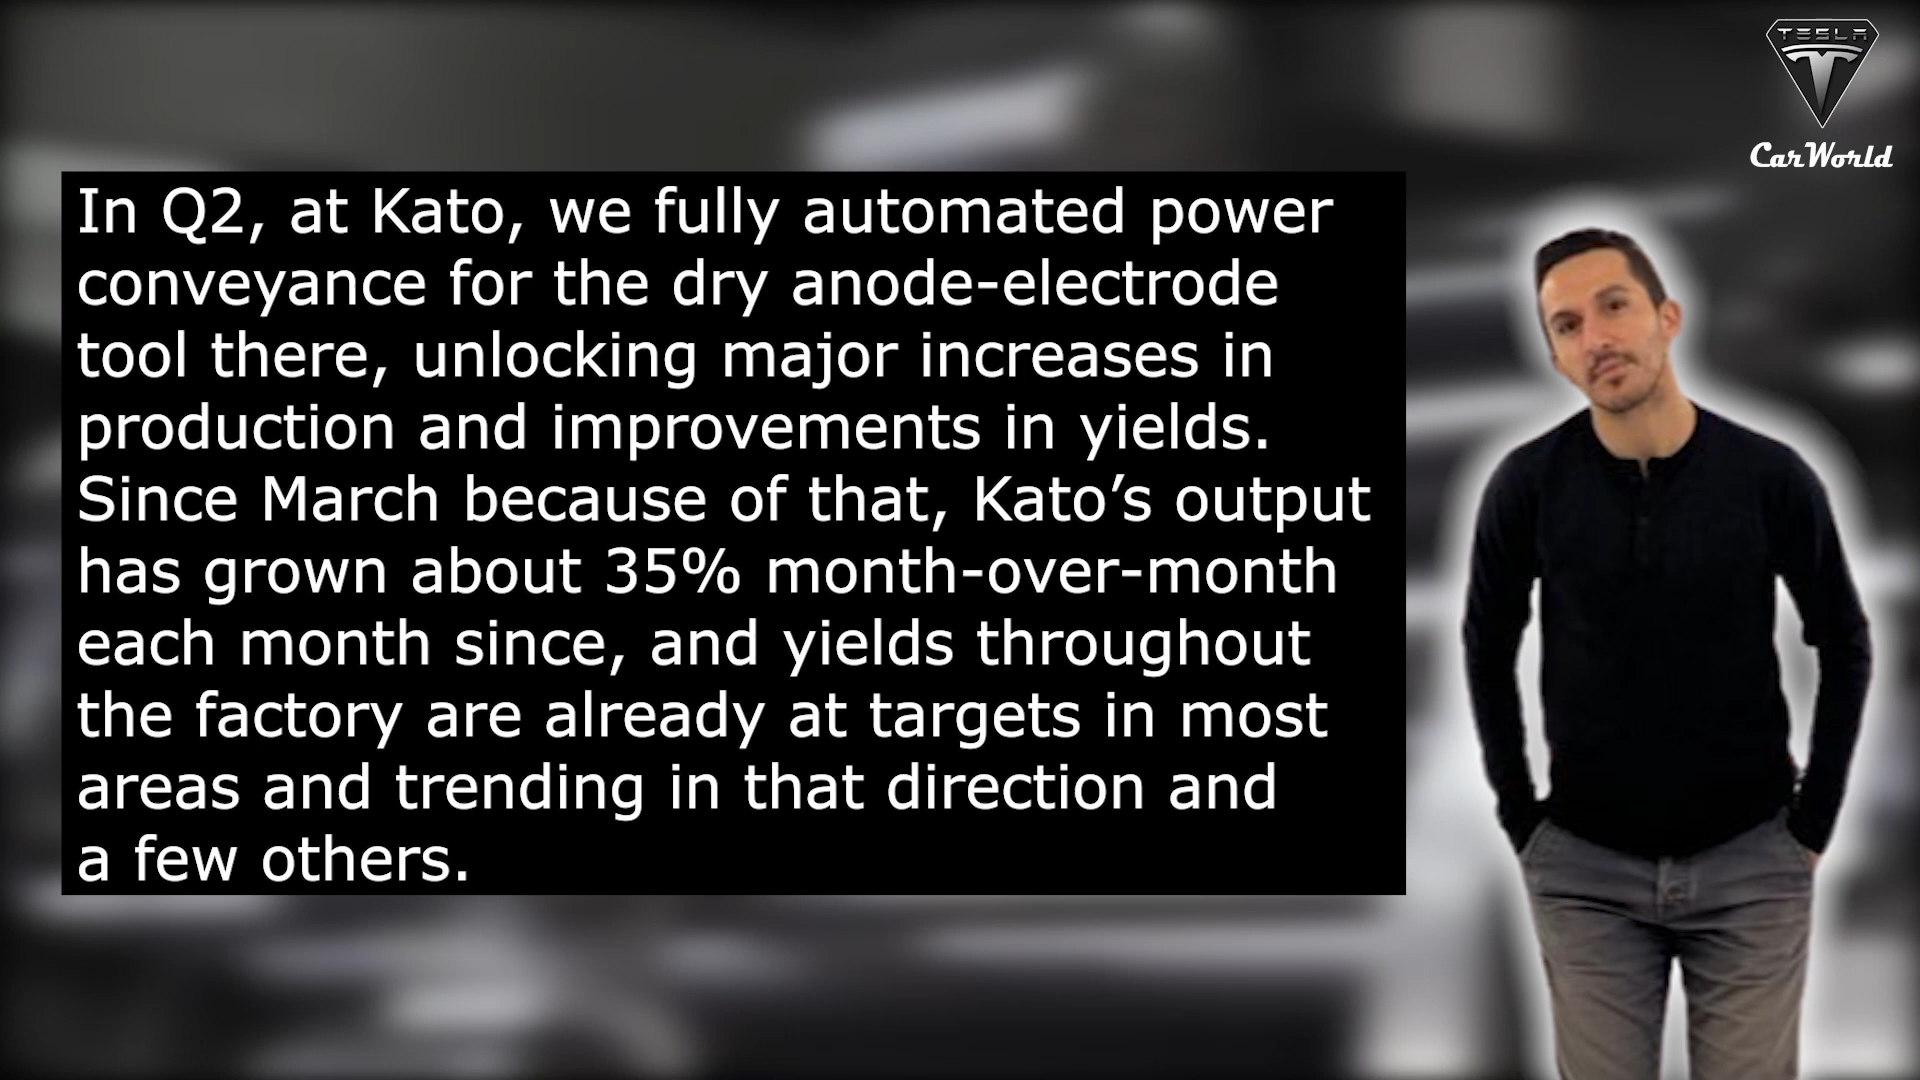 TESLA
CarWorld
In Q2, at Kato, we fully automated power
conveyance for the dry anode-electrode
tool there, unlocking major increases in
production and improvements in yields.
Since March because of that, Kato’s output
has grown about 35% month-over-month
each month since, and yields throughout
the factory are already at targets in most
areas and trending in that direction and
a few others.